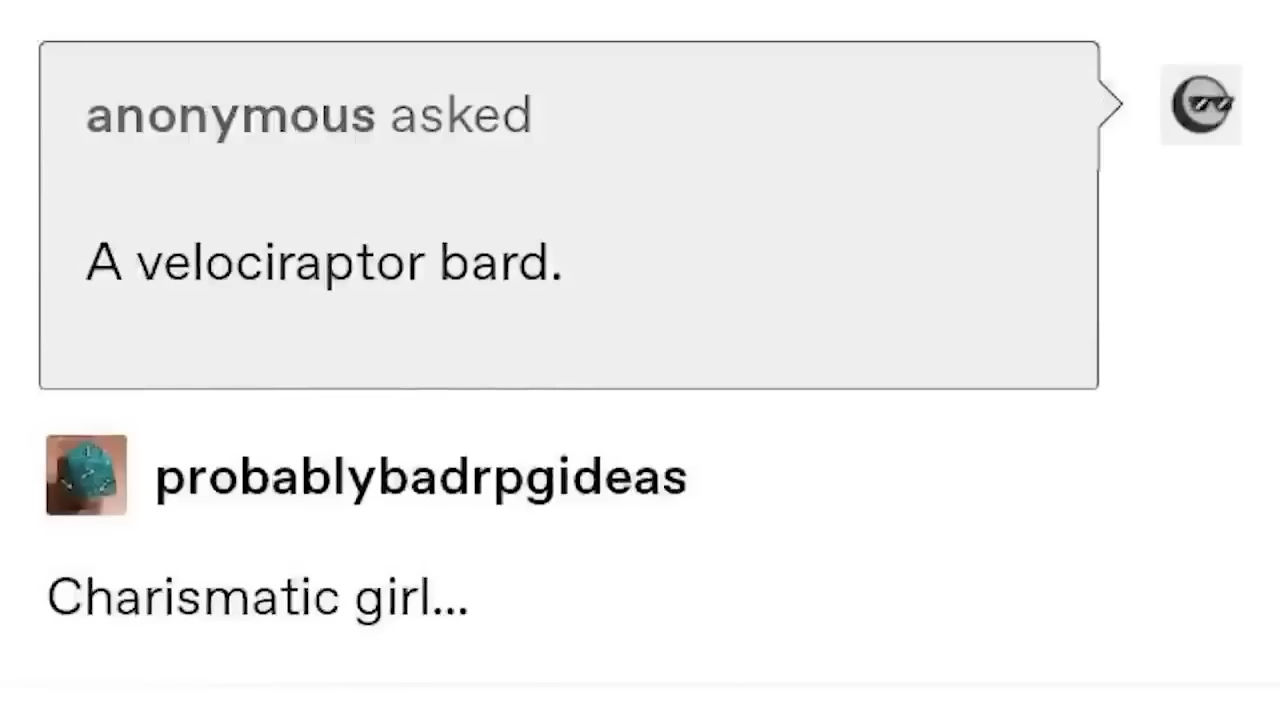 anonymous asked
A velociraptor bard.
probablybadrpgideas
Charismatic girl...